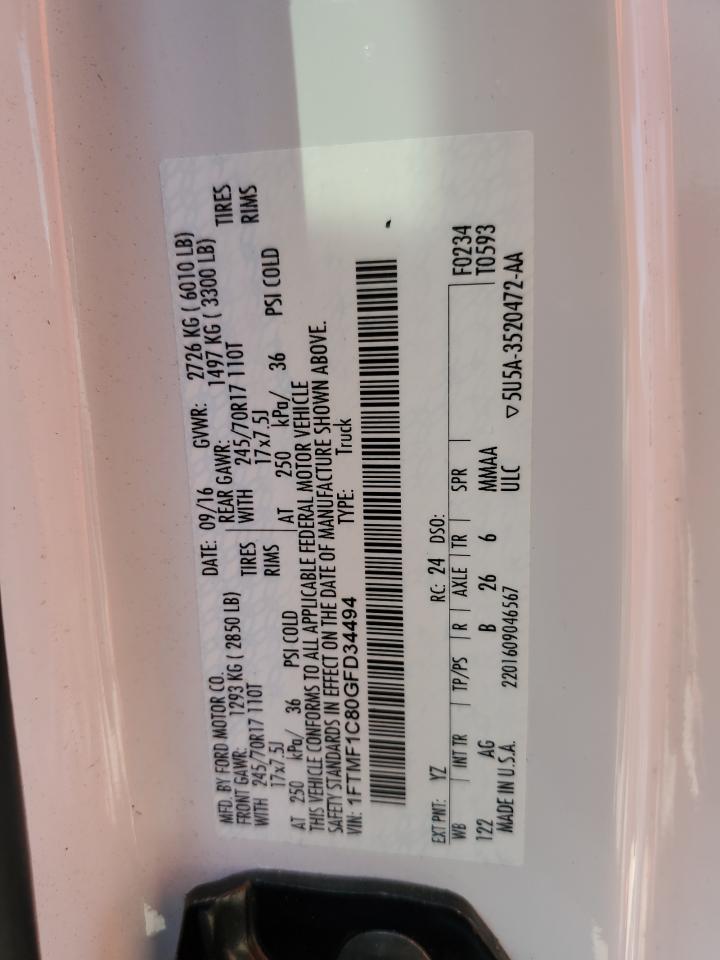 MFD. BY FORD MOTOR CO. DATE: 09/16 GVWR: 2726 KG ( 6010 LB)
FRONT GAWR: 1293 KG ( 2850 LB) REAR GAWR: 1497 KG ( 3300 LB)
WITH 245/70R17 110T TIRES WITH 245/70R17 110T TIRES
17x7.5J RIMS 17x7.5J RIMS
AT 250 kPa/ 36 PSI COLD AT 250 kPa/ 36 PSI COLD
THIS VEHICLE CONFORMS TO ALL APPLICABLE FEDERAL MOTOR VEHICLE
SAFETY STANDARDS IN EFFECT ON THE DATE OF MANUFACTURE SHOWN ABOVE.
VIN: 1FTMF1C80GFD34494 TYPE: Truck
EXT PNT: YZ RC: 24 DSO: F0234
WB INT TR TP/PS R AXLE TR SPR T0593
122 AG B 26 6 MMAA
MADE IN U.S.A. 2201609046567 ULC ▽5U5A-3520472-AA